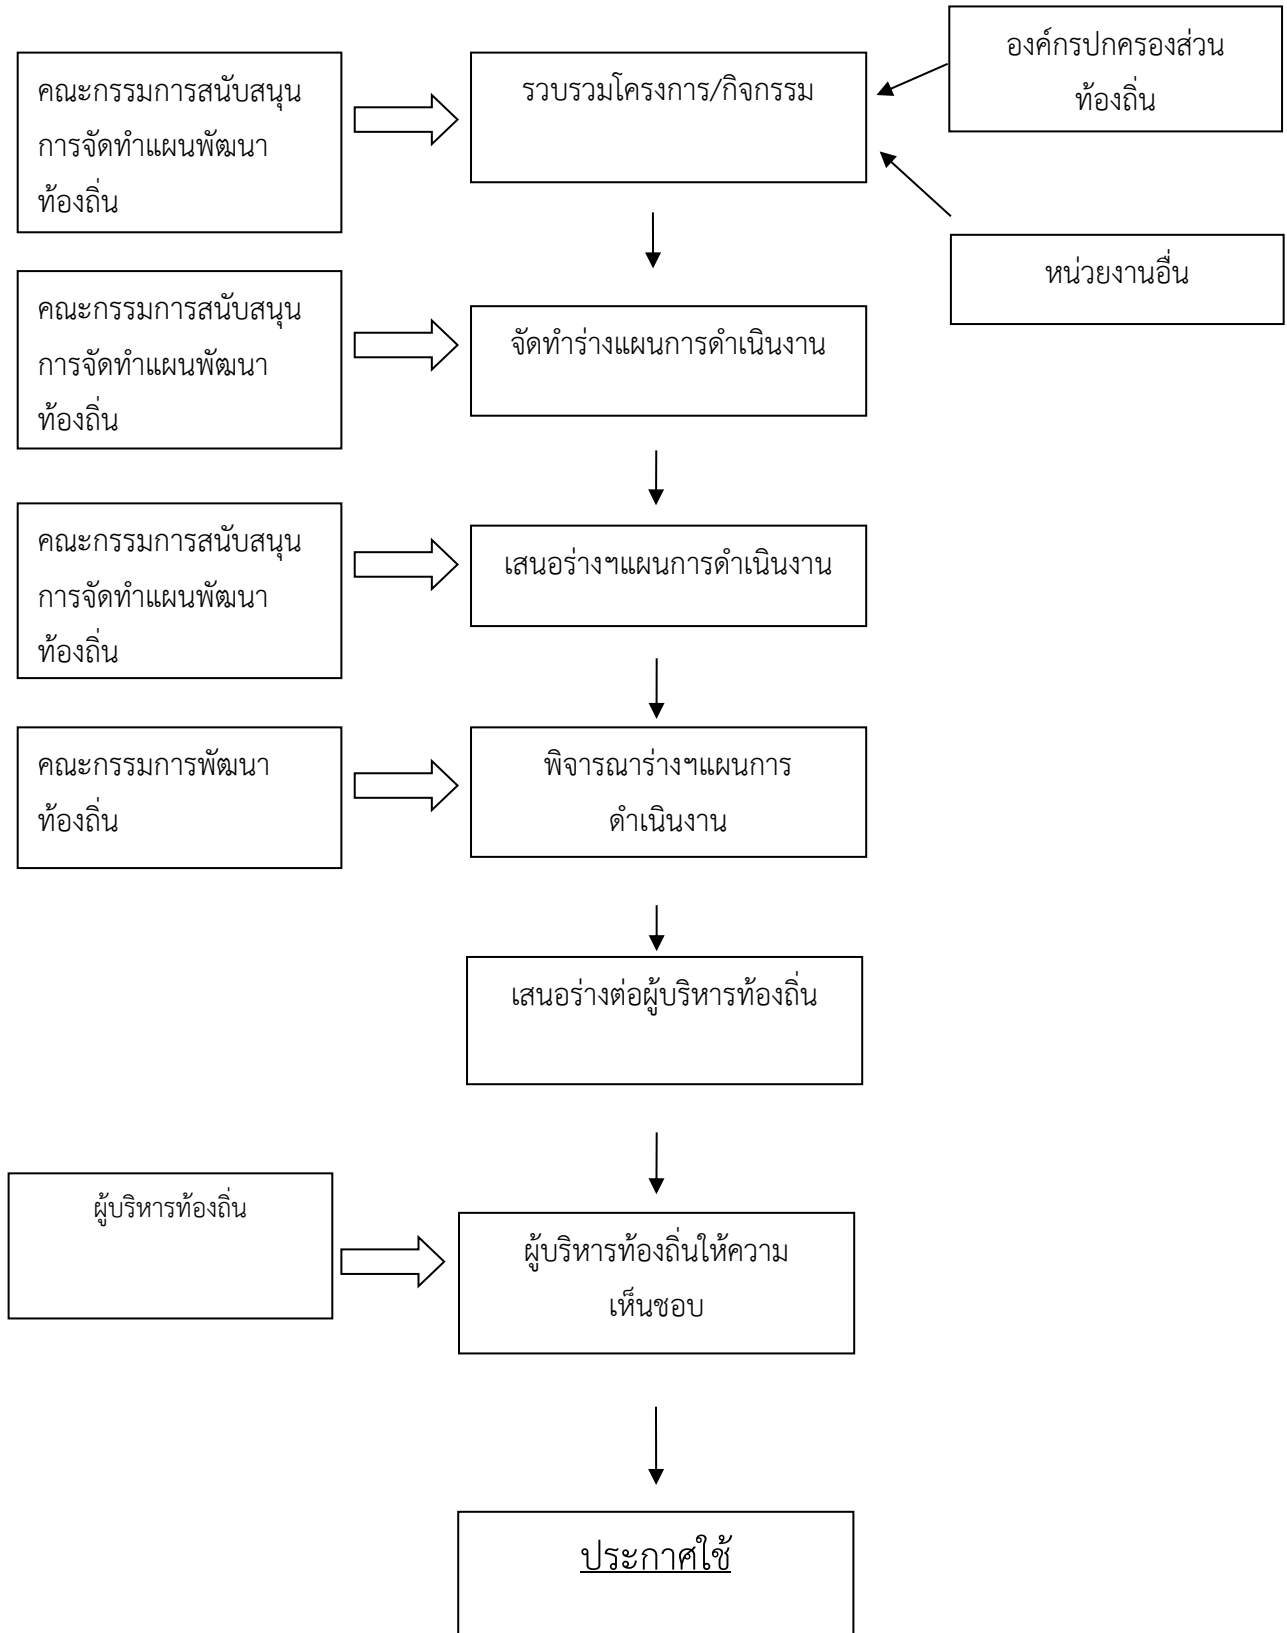 องค์กรปกครองส่วน
ท้องถิ่น
คณะกรรมการสนับสนุน
การจัดทำแผนพัฒนา
ท้องถิ่น
รวบรวมโครงการ/กิจกรรม
หน่วยงานอื่น
คณะกรรมการสนับสนุน
การจัดทำแผนพัฒนา
ท้องถิ่น
จัดทำร่างแผนการดำเนินงาน
คณะกรรมการสนับสนุน
การจัดทำแผนพัฒนา
ท้องถิ่น
เสนอร่างฯแผนการดำเนินงาน
คณะกรรมการพัฒนา
ท้องถิ่น
พิจารณาร่างฯแผนการ
ดำเนินงาน
เสนอร่างต่อผู้บริหารท้องถิ่น
ผู้บริหารท้องถิ่น
ผู้บริหารท้องถิ่นให้ความ
เห็นชอบ
ประกาศใช้